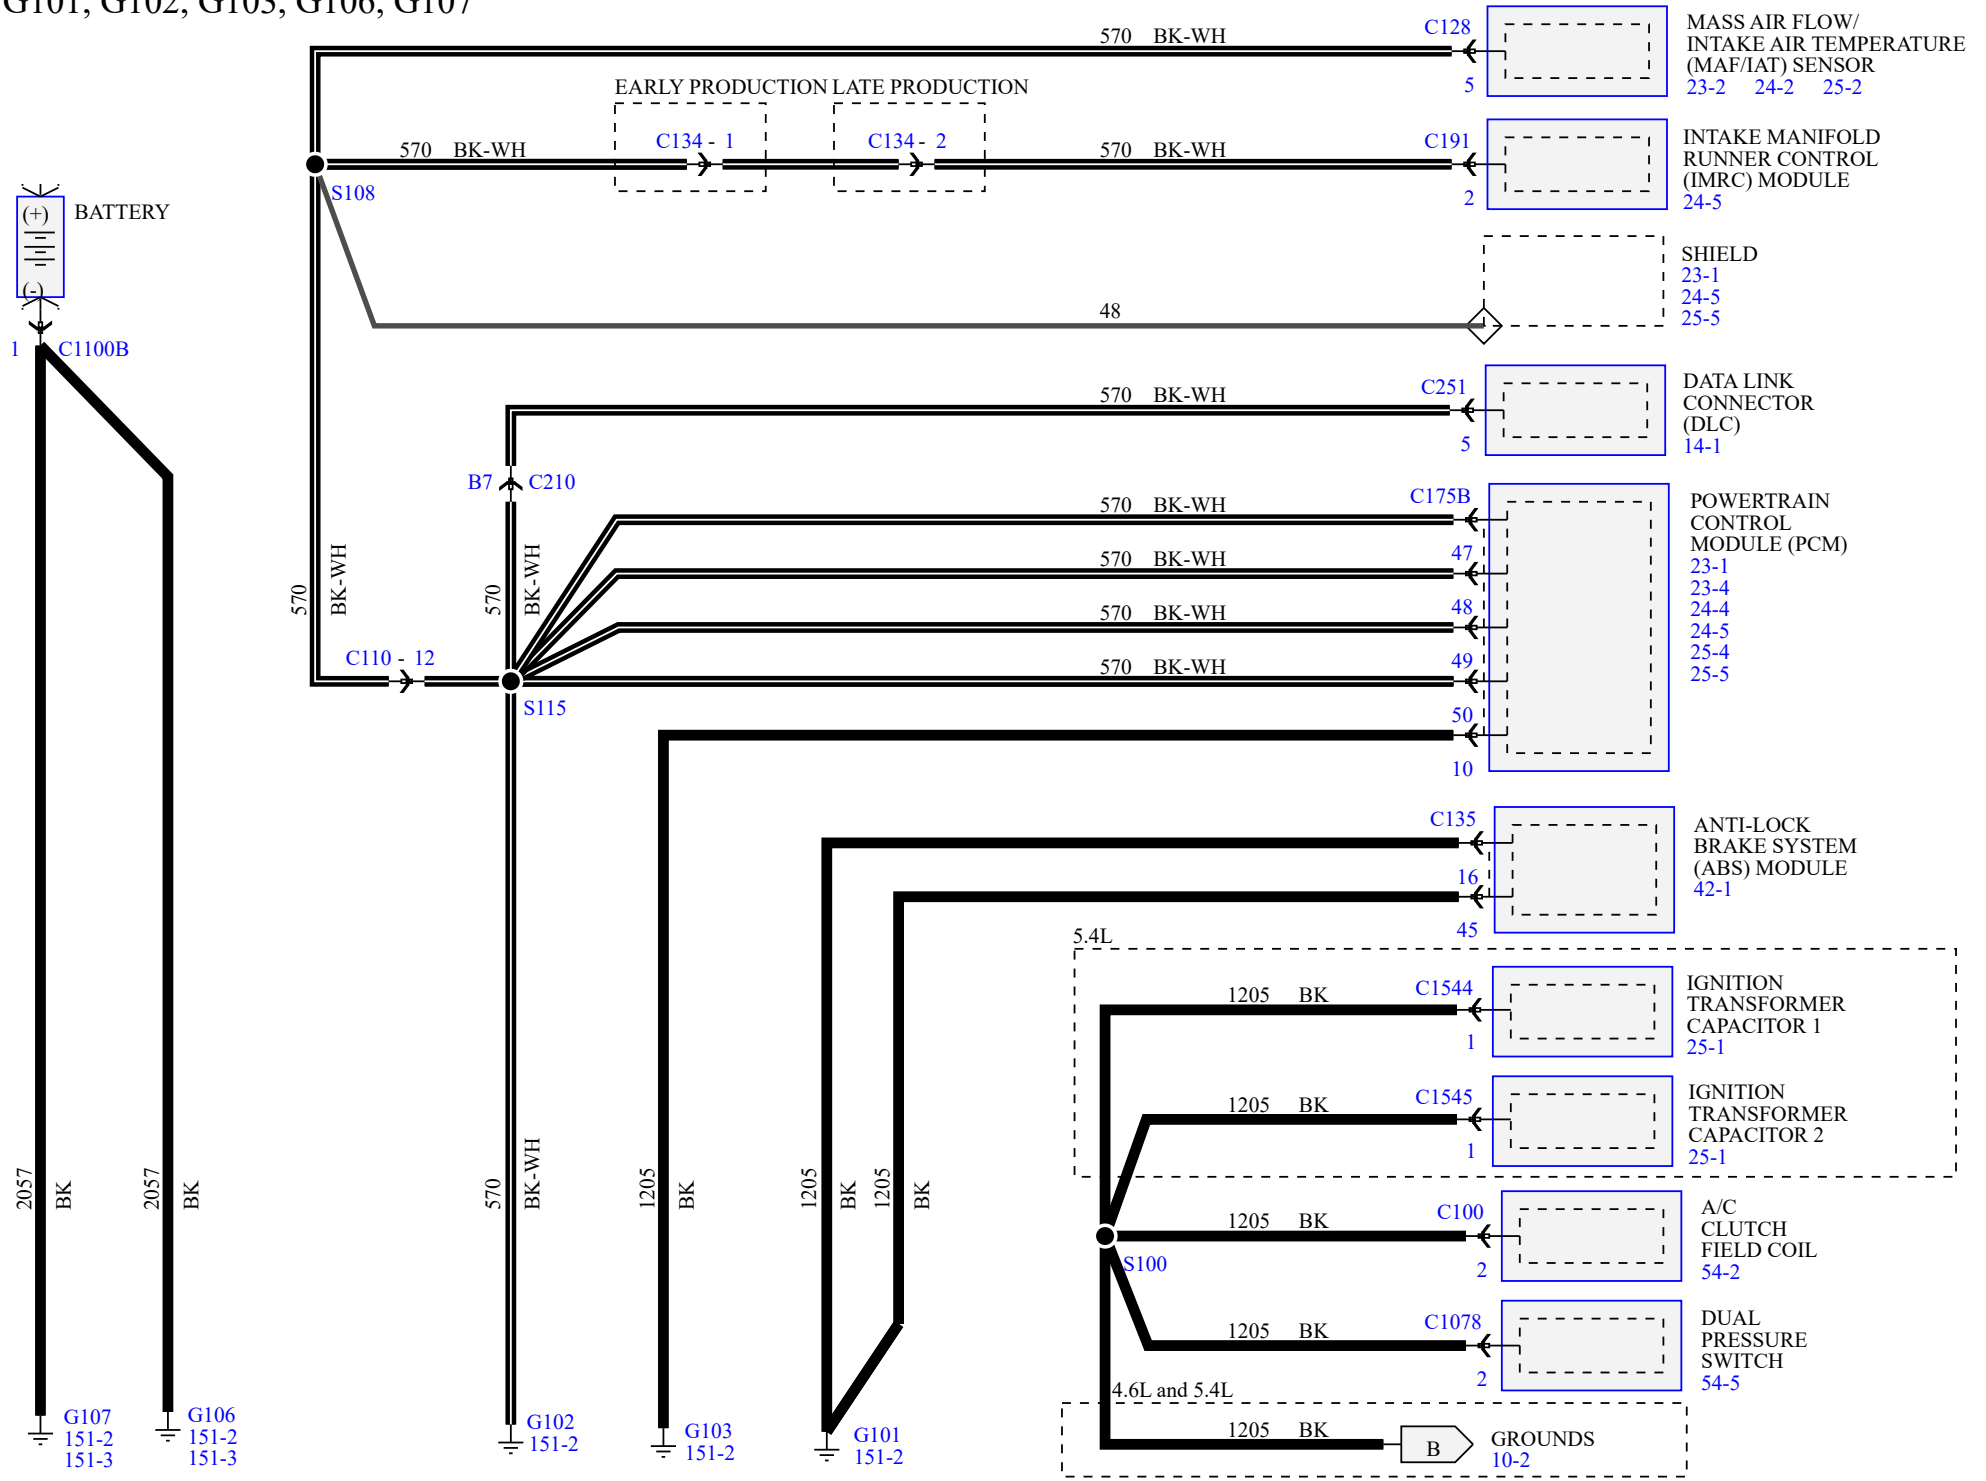 G101, G102, G103, G106, G107
570 BK-WH
C128
5
MASS AIR FLOW/
INTAKE AIR TEMPERATURE
(MAF/IAT) SENSOR
23-2 24-2 25-2
EARLY PRODUCTION
LATE PRODUCTION
570 BK-WH
C134 - 1
C134 - 2
570 BK-WH
C191
2
INTAKE MANIFOLD
RUNNER CONTROL
(IMRC) MODULE
24-5
S108
(+)
(-)
BATTERY
1
C1100B
48
SHIELD
23-1
24-5
25-5
570 BK-WH
C251
5
DATA LINK
CONNECTOR
(DLC)
14-1
B7
C210
570 BK-WH
570 BK-WH
C110 - 12
S115
570 BK-WH
570 BK-WH
570 BK-WH
570 BK-WH
C175B
47
48
49
50
10
POWERTRAIN
CONTROL
MODULE (PCM)
23-1
23-4
24-4
24-5
25-4
25-5
C135
16
45
ANTI-LOCK
BRAKE SYSTEM
(ABS) MODULE
42-1
5.4L
1205 BK
C1544
1
IGNITION
TRANSFORMER
CAPACITOR 1
25-1
1205 BK
C1545
1
IGNITION
TRANSFORMER
CAPACITOR 2
25-1
2057 BK
2057 BK
570 BK-WH
1205 BK
1205 BK
1205 BK
1205 BK
C100
2
A/C
CLUTCH
FIELD COIL
54-2
S100
1205 BK
C1078
2
DUAL
PRESSURE
SWITCH
54-5
4.6L and 5.4L
1205 BK
B
GROUNDS
10-2
G107
151-2
151-3
G106
151-2
151-3
G102
151-2
G103
151-2
G101
151-2